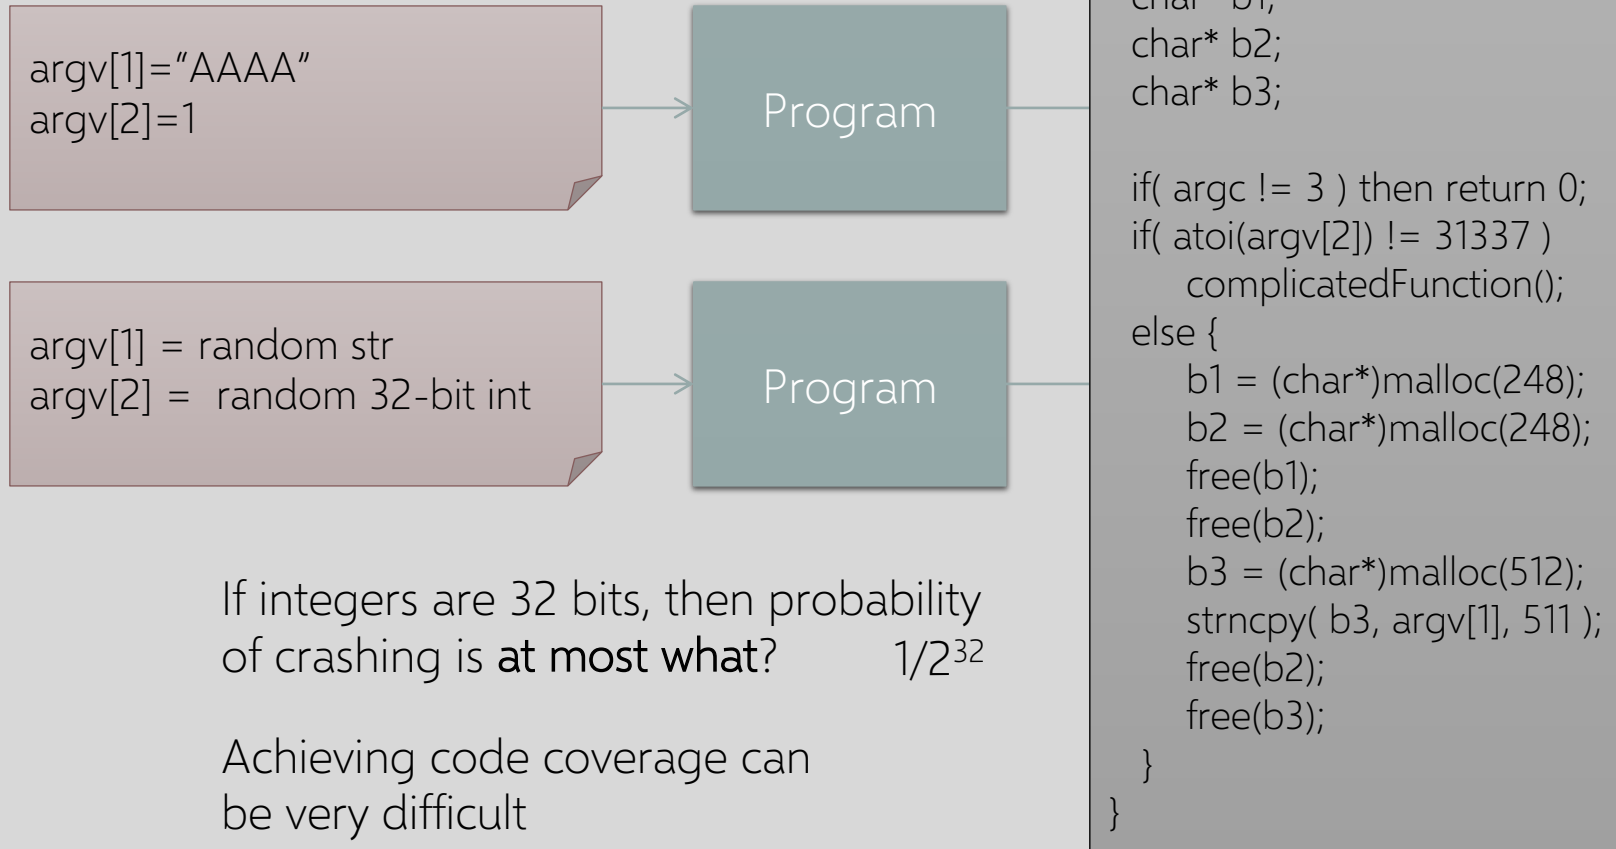 argv[1]=“AAAA”
argv[2]=1
Program
argv[1] = random str
argv[2] = random 32-bit int
Program
If integers are 32 bits, then probability
of crashing is at most what? 1/2³²
Achieving code coverage can
be very difficult
char* b1;
char* b2;
char* b3;
if( argc != 3 ) then return 0;
if( atoi(argv[2]) != 31337 )
complicatedFunction();
else {
b1 = (char*)malloc(248);
b2 = (char*)malloc(248);
free(b1);
free(b2);
b3 = (char*)malloc(512);
strncpy( b3, argv[1], 511 );
free(b2);
free(b3);
}
}